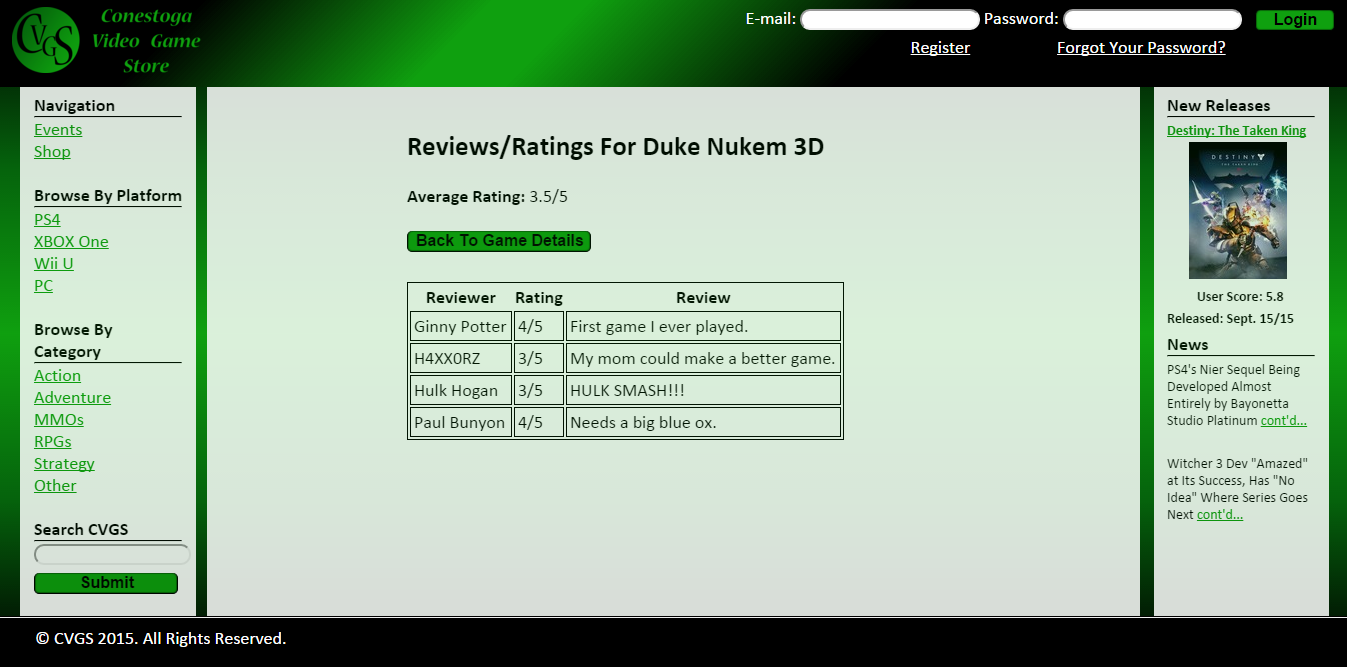 CVGS
Conestoga
Video Game
Store
E-mail: Password: Login
Register Forgot Your Password?
Navigation
Events
Shop
Browse By Platform
PS4
XBOX One
Wii U
PC
Browse By
Category
Action
Adventure
MMOs
RPGs
Strategy
Other
Search CVGS
Submit
Reviews/Ratings For Duke Nukem 3D
Average Rating: 3.5/5
Back To Game Details
Reviewer Rating Review
Ginny Potter 4/5 First game I ever played.
H4XX0RZ 3/5 My mom could make a better game.
Hulk Hogan 3/5 HULK SMASH!!!
Paul Bunyon 4/5 Needs a big blue ox.
New Releases
Destiny: The Taken King
DESTINY
THE TAKEN KING
User Score: 5.8
Released: Sept. 15/15
News
PS4's Nier Sequel Being
Developed Almost
Entirely by Bayonetta
Studio Platinum cont'd...
Witcher 3 Dev "Amazed"
at Its Success, Has "No
Idea" Where Series Goes
Next cont'd...
© CVGS 2015. All Rights Reserved.